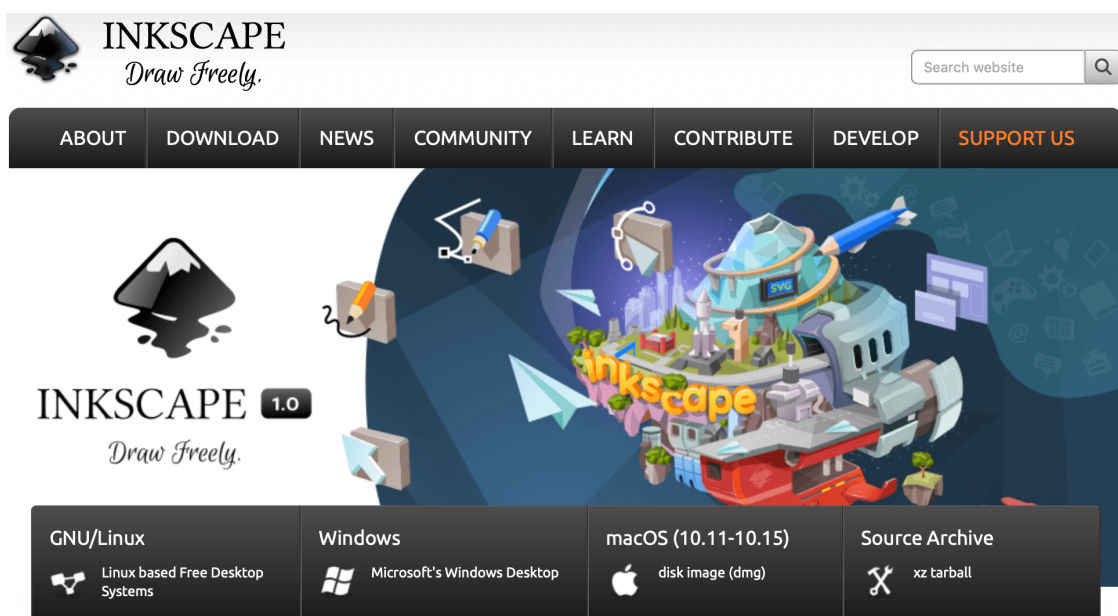 INKSCAPE
Draw Freely.
Search website
ABOUT DOWNLOAD NEWS COMMUNITY LEARN CONTRIBUTE DEVELOP SUPPORT US
SVG
inkscape
INKSCAPE 1.0
Draw Freely.
GNU/Linux
Linux based Free Desktop
Systems
Windows
Microsoft's Windows Desktop
macOS (10.11-10.15)
disk image (dmg)
Source Archive
xz tarball